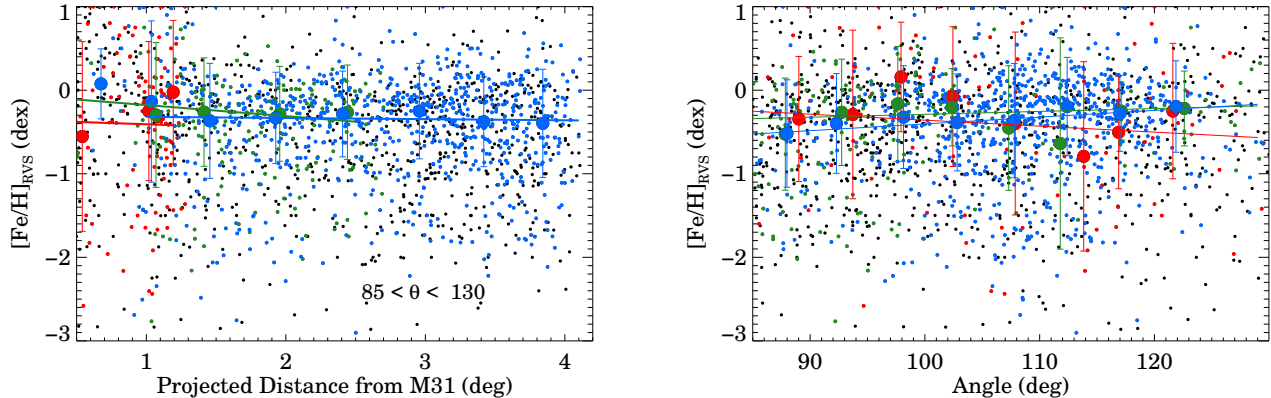 1
0
−1
−2
−3
[Fe/H]RVS (dex)
85 < θ < 130
1 2 3 4
Projected Distance from M31 (deg)
1
0
−1
−2
−3
[Fe/H]RVS (dex)
90 100 110 120
Angle (deg)